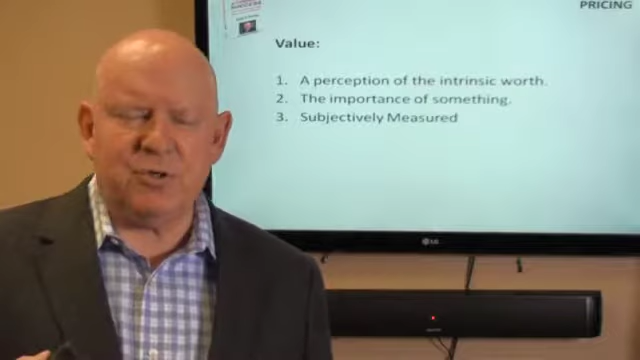 PRICING
Value:
1. A perception of the intrinsic worth.
2. The importance of something.
3. Subjectively Measured
LG